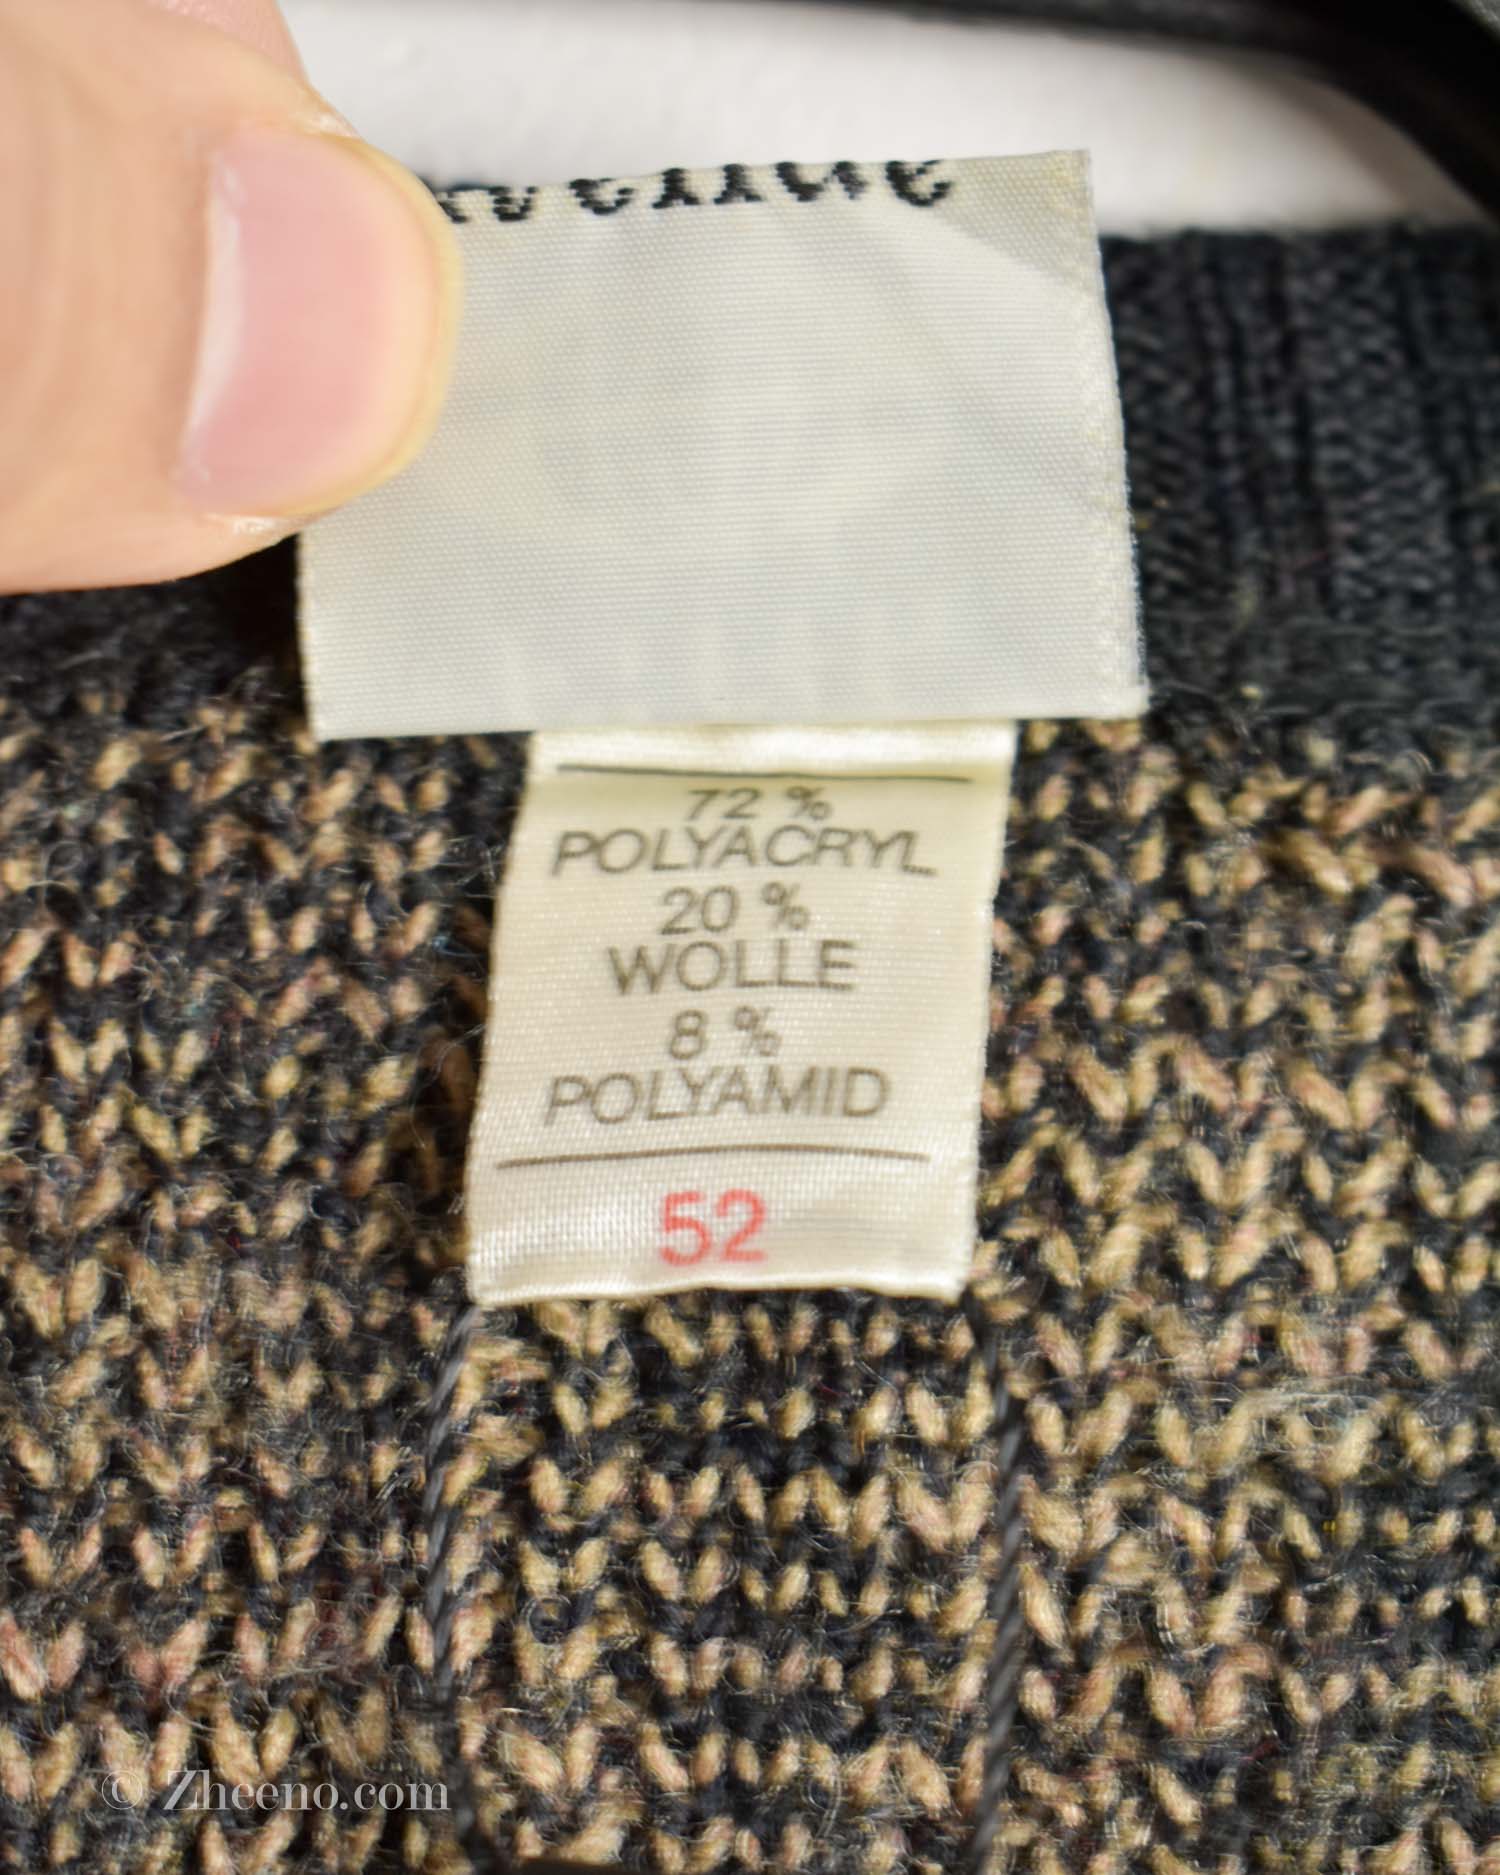 72 %
POLYACRYL
20 %
WOLLE
8 %
POLYAMID
52
© Zheeno.com